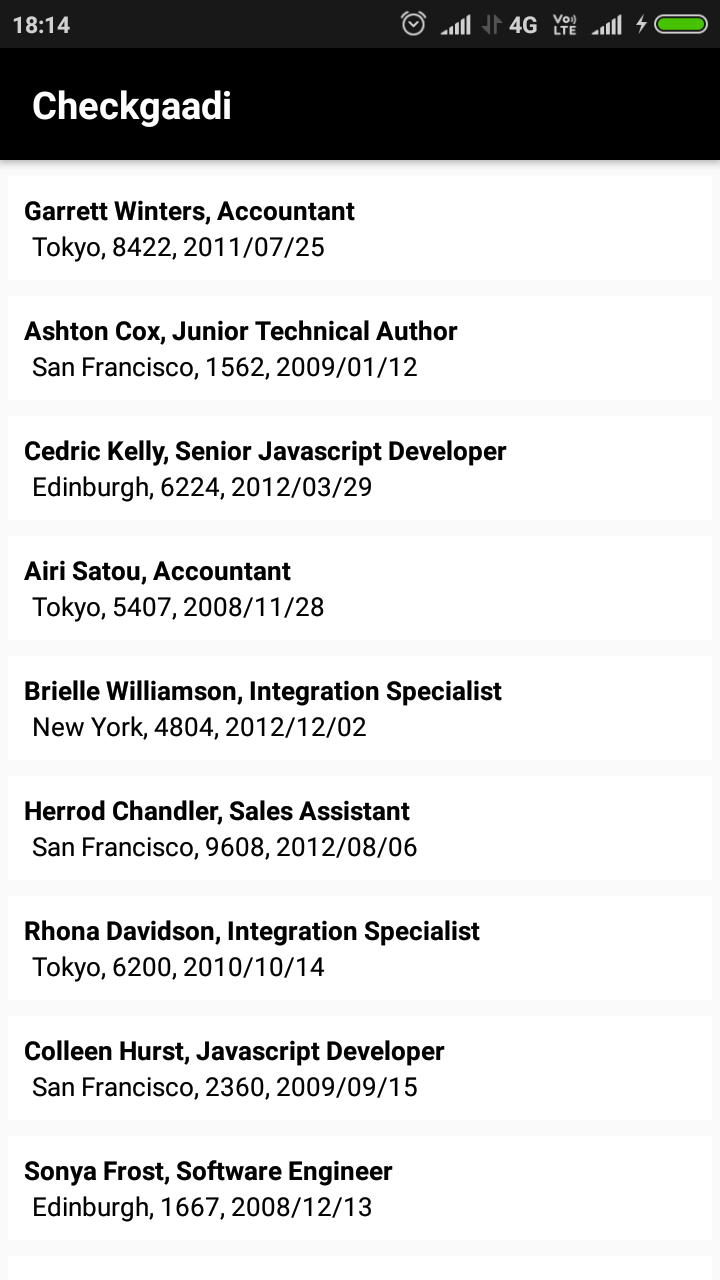 18:14 4G Vo)) LTE
Checkgaadi
Garrett Winters, Accountant
Tokyo, 8422, 2011/07/25
Ashton Cox, Junior Technical Author
San Francisco, 1562, 2009/01/12
Cedric Kelly, Senior Javascript Developer
Edinburgh, 6224, 2012/03/29
Airi Satou, Accountant
Tokyo, 5407, 2008/11/28
Brielle Williamson, Integration Specialist
New York, 4804, 2012/12/02
Herrod Chandler, Sales Assistant
San Francisco, 9608, 2012/08/06
Rhona Davidson, Integration Specialist
Tokyo, 6200, 2010/10/14
Colleen Hurst, Javascript Developer
San Francisco, 2360, 2009/09/15
Sonya Frost, Software Engineer
Edinburgh, 1667, 2008/12/13